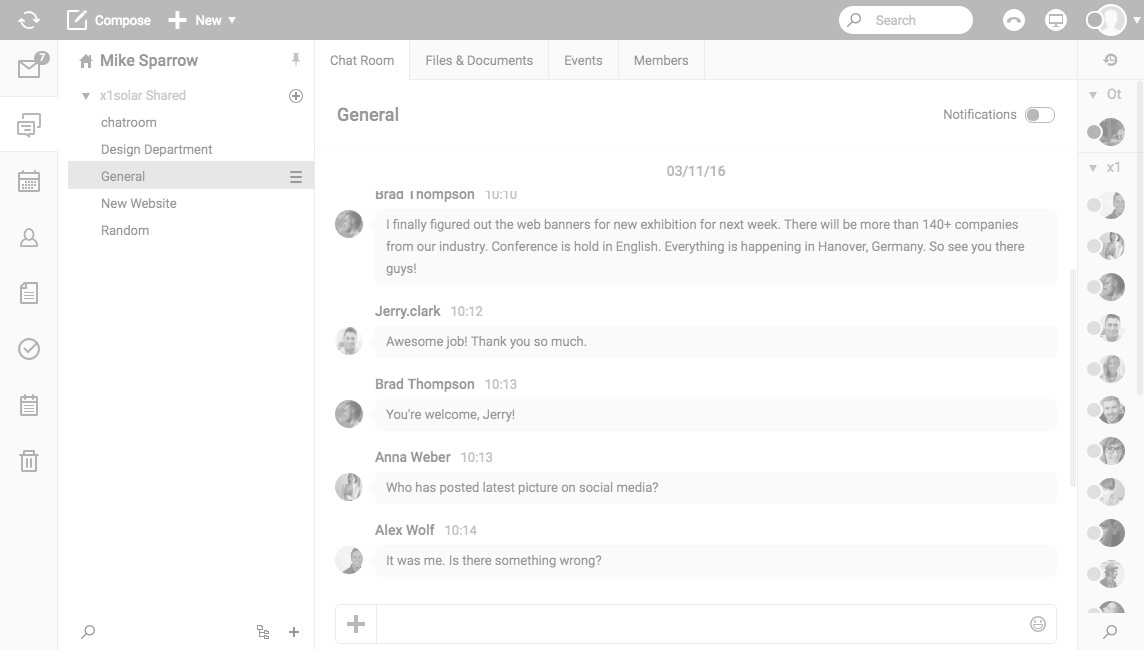 Compose
New
Search
7
Mike Sparrow
x1solar Shared
chatroom
Design Department
General
New Website
Random
Chat Room
Files & Documents
Events
Members
General
Notifications
03/11/16
Brad Thompson 10:10
I finally figured out the web banners for new exhibition for next week. There will be more than 140+ companies
from our industry. Conference is hold in English. Everything is happening in Hanover, Germany. So see you there
guys!
Jerry.clark 10:12
Awesome job! Thank you so much.
Brad Thompson 10:13
You're welcome, Jerry!
Anna Weber 10:13
Who has posted latest picture on social media?
Alex Wolf 10:14
It was me. Is there something wrong?
Ot
x1